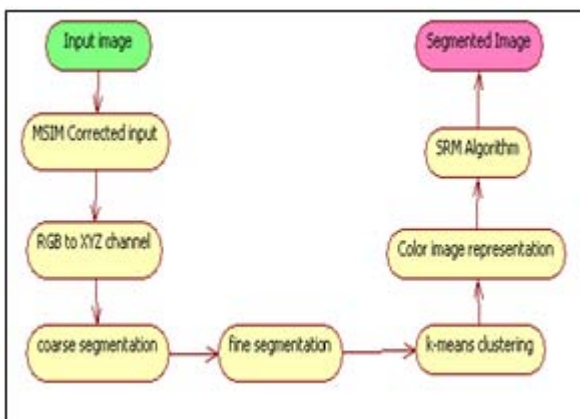 Input image
MSIM Corrected input
RGB to XYZ channel
coarse segmentation
fine segmentation
k-means clustering
Color image representation
SRM Algorithm
Segmented Image